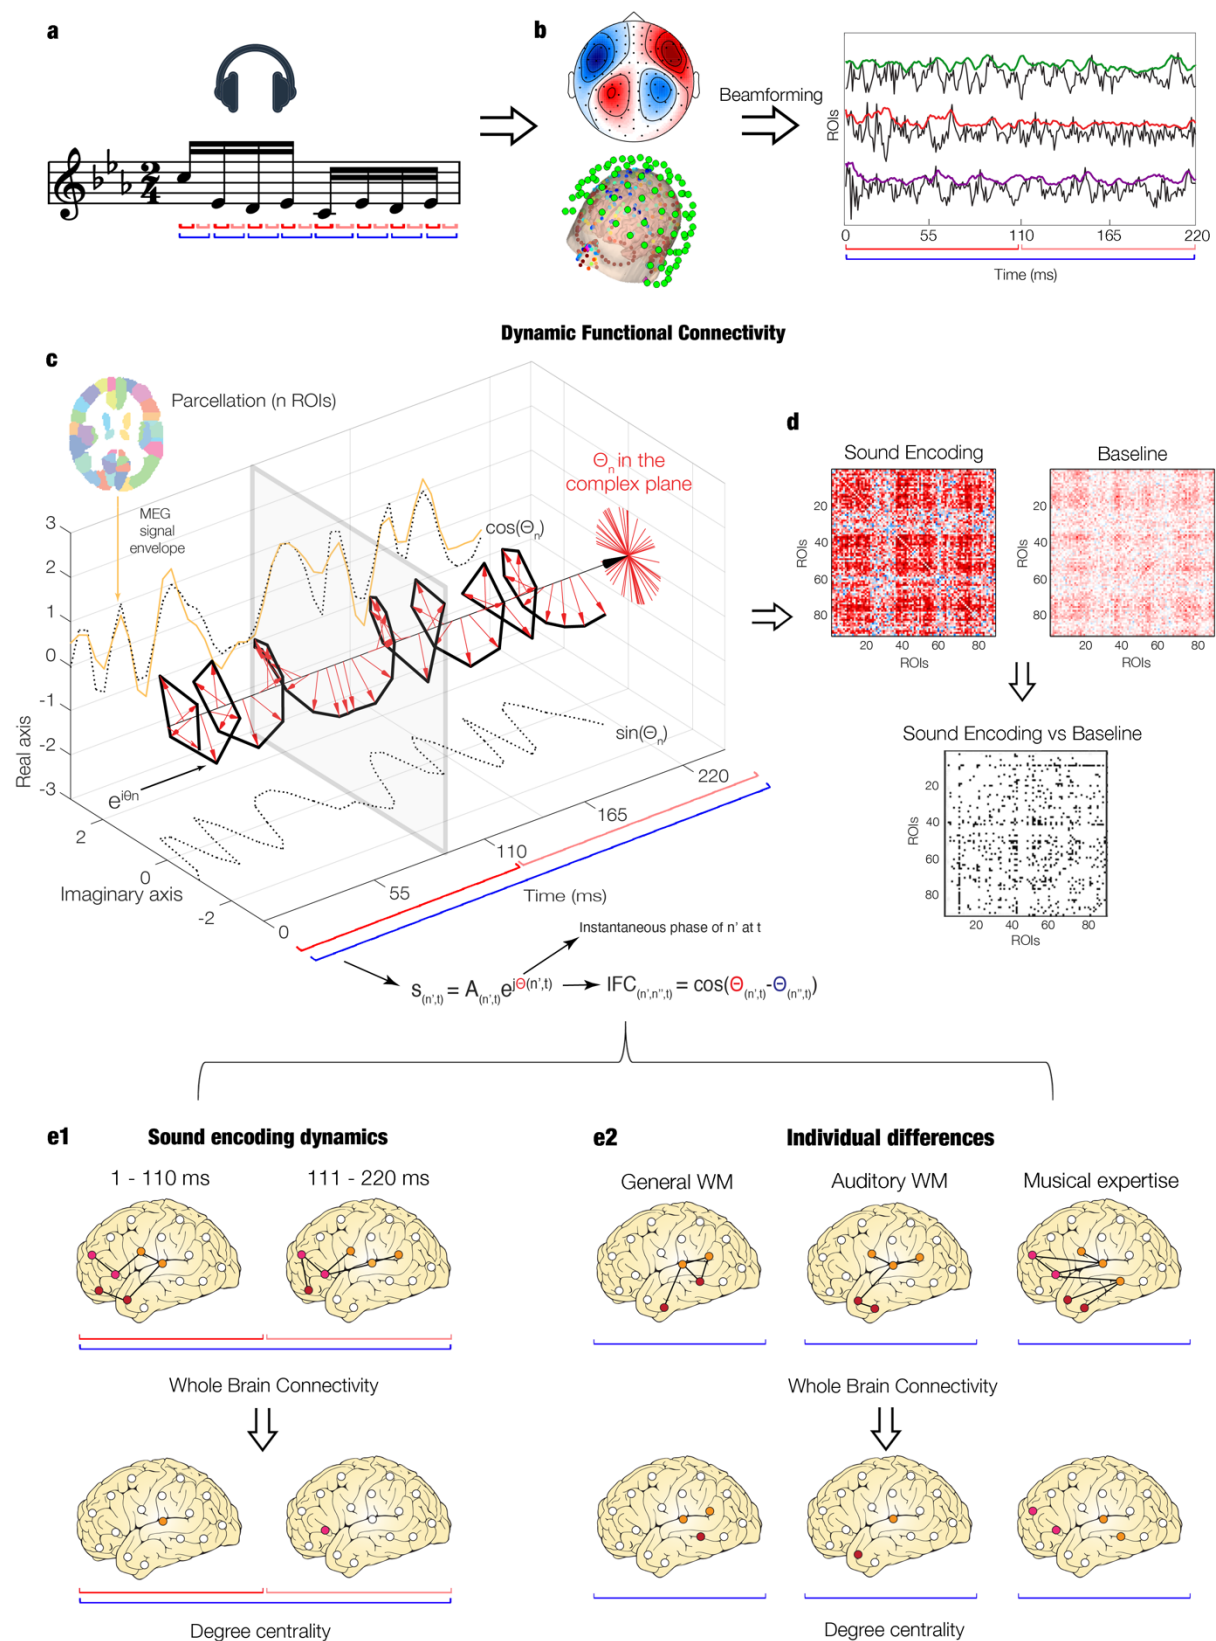 a
b
2
4
Beamforming
ROIs
0 55 110 165 220
Time (ms)
Dynamic Functional Connectivity
c
Parcellation (n ROIs)
MEG
signal
envelope
Θn in the
complex plane
cos(Θn)
sin(Θn)
e^iθn
3
2
1
0
-1
-2
-3
Real axis
2
0
-2
Imaginary axis
0
55
110
165
220
Time (ms)
Instantaneous phase of n' at t
s(n',t) = A(n',t)e^jΘ(n',t)
IFC(n',n'',t) = cos(Θ(n',t)-Θ(n'',t))
d
Sound Encoding
20
40
60
80
ROIs
20 40 60 80
ROIs
Baseline
20
40
60
80
ROIs
20 40 60 80
ROIs
Sound Encoding vs Baseline
20
40
60
80
ROIs
20 40 60 80
ROIs
e1 Sound encoding dynamics
1 - 110 ms
111 - 220 ms
Whole Brain Connectivity
Degree centrality
e2 Individual differences
General WM
Auditory WM
Musical expertise
Whole Brain Connectivity
Degree centrality